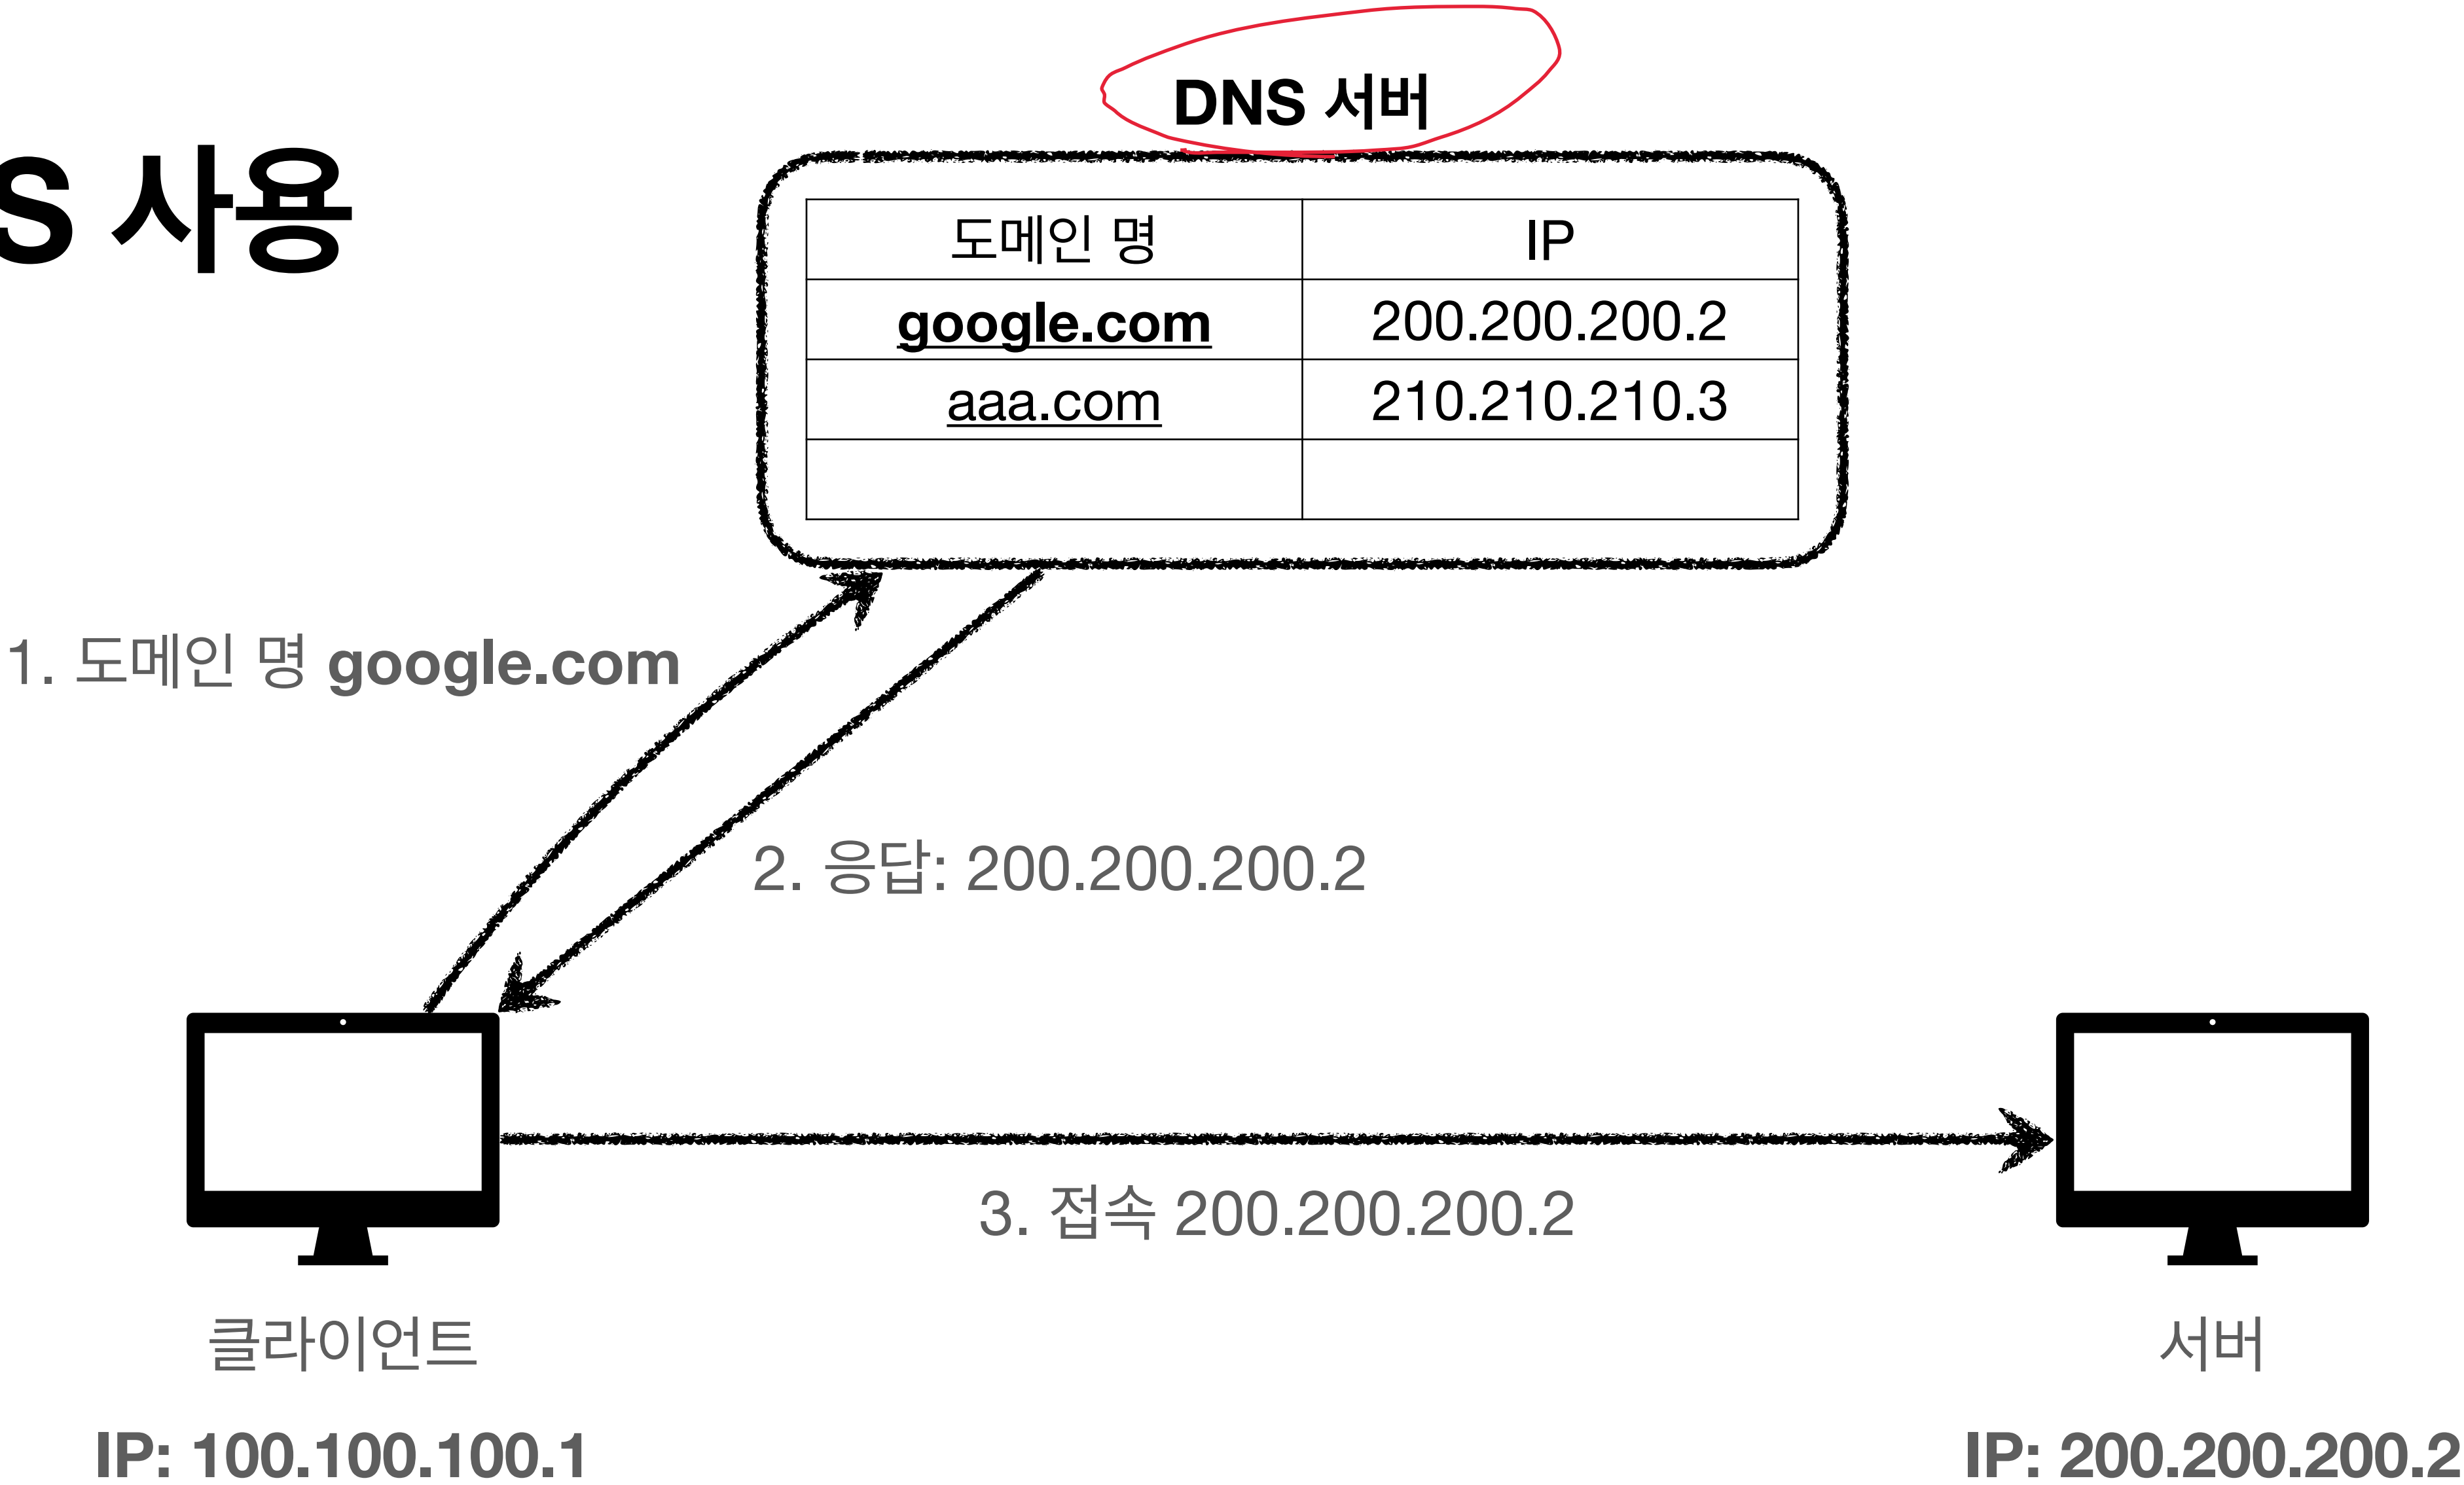 DNS 서버
S 사용
도메인 명 IP
google.com 200.200.200.2
aaa.com 210.210.210.3
1. 도메인 명 google.com
2. 응답: 200.200.200.2
3. 접속 200.200.200.2
클라이언트
서버
IP: 100.100.100.1
IP: 200.200.200.2